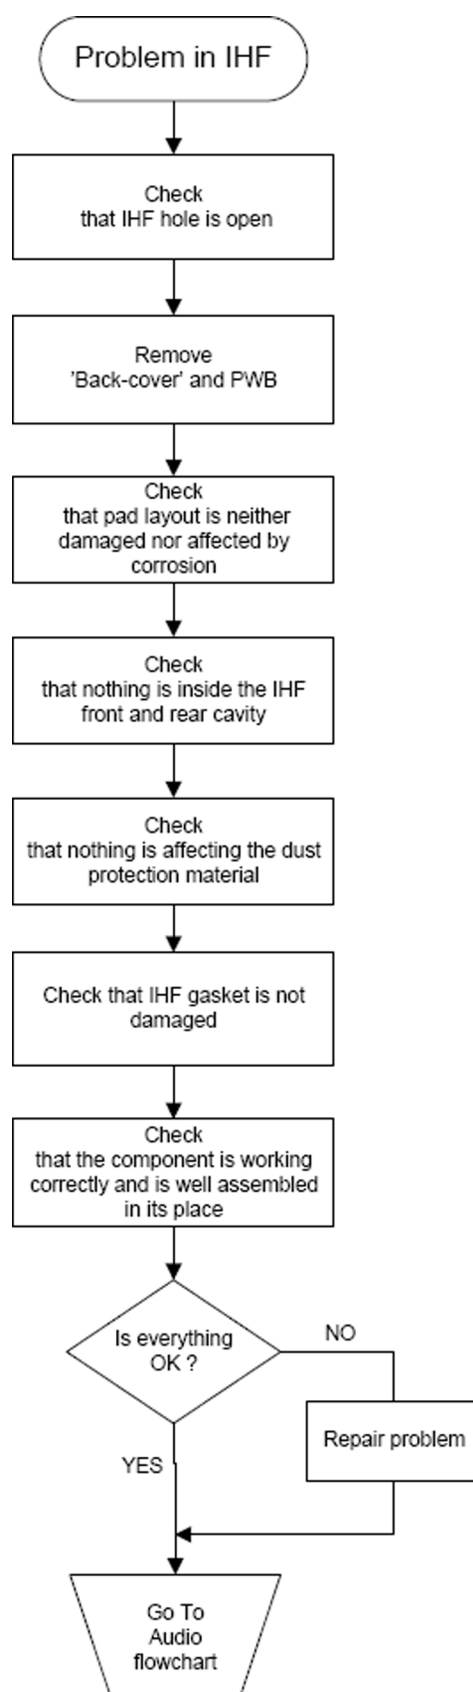 Problem in IHF
Check
that IHF hole is open
Remove
'Back-cover' and PWB
Check
that pad layout is neither
damaged nor affected by
corrosion
Check
that nothing is inside the IHF
front and rear cavity
Check
that nothing is affecting the dust
protection material
Check that IHF gasket is not
damaged
Check
that the component is working
correctly and is well assembled
in its place
Is everything
OK ?
NO
Repair problem
YES
Go To
Audio
flowchart